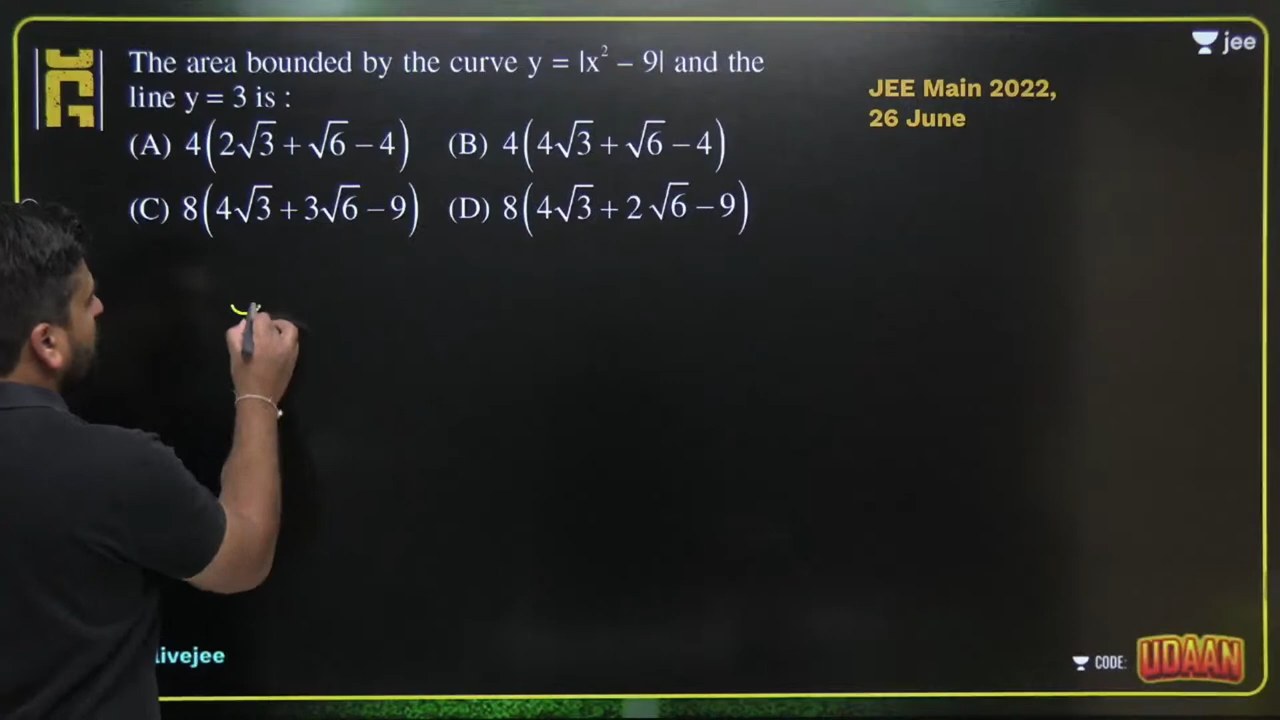 The area bounded by the curve y = |x² – 9| and the
line y = 3 is :
(A) 4(2√3 + √6 – 4) (B) 4(4√3 + √6 – 4)
(C) 8(4√3 + 3√6 – 9) (D) 8(4√3 + 2√6 – 9)
JEE Main 2022,
26 June
jee
ivejee
CODE: UDAAN